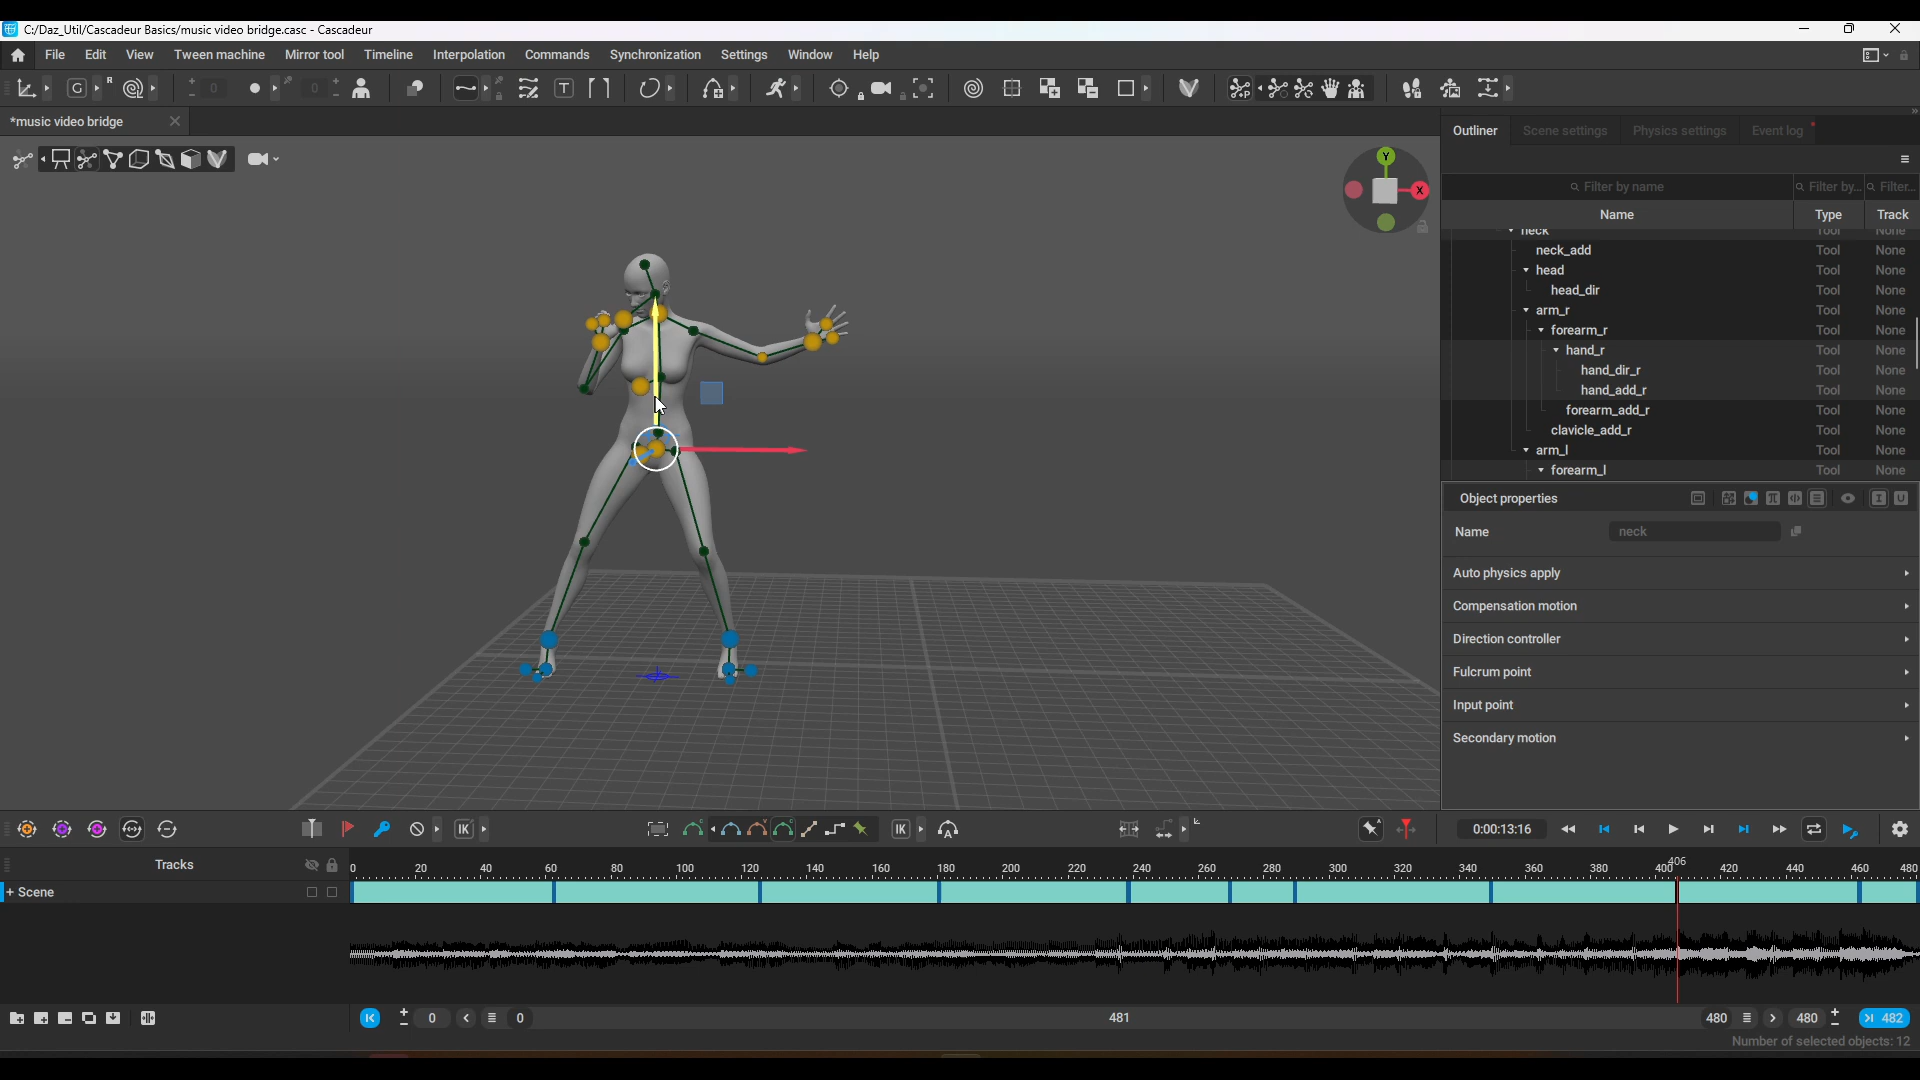 C:/Daz_Util/Cascadeur Basics/music video bridge.casc - Cascadeur
File Edit View Tween machine Mirror tool Timeline Interpolation Commands Synchronization Settings Window Help
R
0 0
T
*music video bridge
Y
X
Outliner Scene settings Physics settings Event log
Filter by name Filter by... Filter...
Name Type Track
neck Tool None
neck_add Tool None
head Tool None
head_dir Tool None
arm_r Tool None
forearm_r Tool None
hand_r Tool None
hand_dir_r Tool None
hand_add_r Tool None
forearm_add_r Tool None
clavicle_add_r Tool None
arm_l Tool None
forearm_l Tool None
Object properties
Name neck
Auto physics apply
Compensation motion
Direction controller
Fulcrum point
Input point
Secondary motion
IK IK 0:00:13:16
Tracks 0 20 40 60 80 100 120 140 160 180 200 220 240 260 280 300 320 340 360 380 400 406 420 440 460 480
+ Scene
0 0 481 480 480 482
Number of selected objects: 12